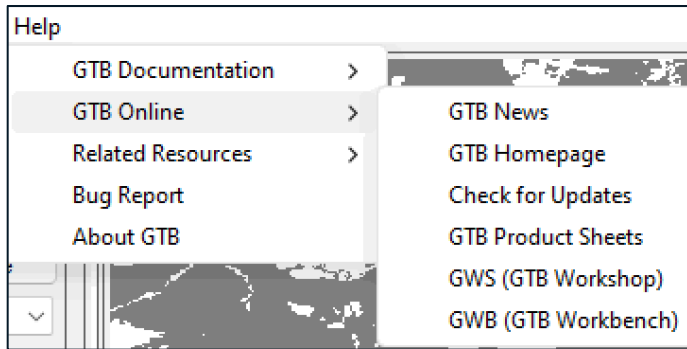 Help
GTB Documentation
GTB Online
Related Resources
Bug Report
About GTB
GTB News
GTB Homepage
Check for Updates
GTB Product Sheets
GWS (GTB Workshop)
GWB (GTB Workbench)